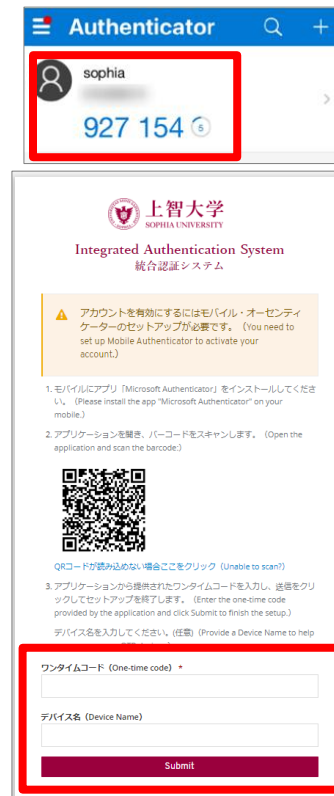 Authenticator
sophia
927 154 5
上智大学
SOPHIA UNIVERSITY
Integrated Authentication System
統合認証システム
アカウントを有効にするにはモバイル・オーセンティ
ケーターのセットアップが必要です。 (You need to
set up Mobile Authenticator to activate your
account.)
1. モバイルにアプリ「Microsoft Authenticator」をインストールしてくださ
い。 (Please install the app "Microsoft Authenticator" on your
mobile.)
2. アプリケーションを開き、バーコードをスキャンします。 (Open the
application and scan the barcode:)
QRコードが読み込めない場合ここをクリック (Unable to scan?)
3. アプリケーションから提供されたワンタイムコードを入力し、送信をクリ
ックしてセットアップを終了します。 (Enter the one-time code
provided by the application and click Submit to finish the setup.)
デバイス名を入力してください。(任意) (Provide a Device Name to help
ワンタイムコード (One-time code) *
デバイス名 (Device Name)
Submit